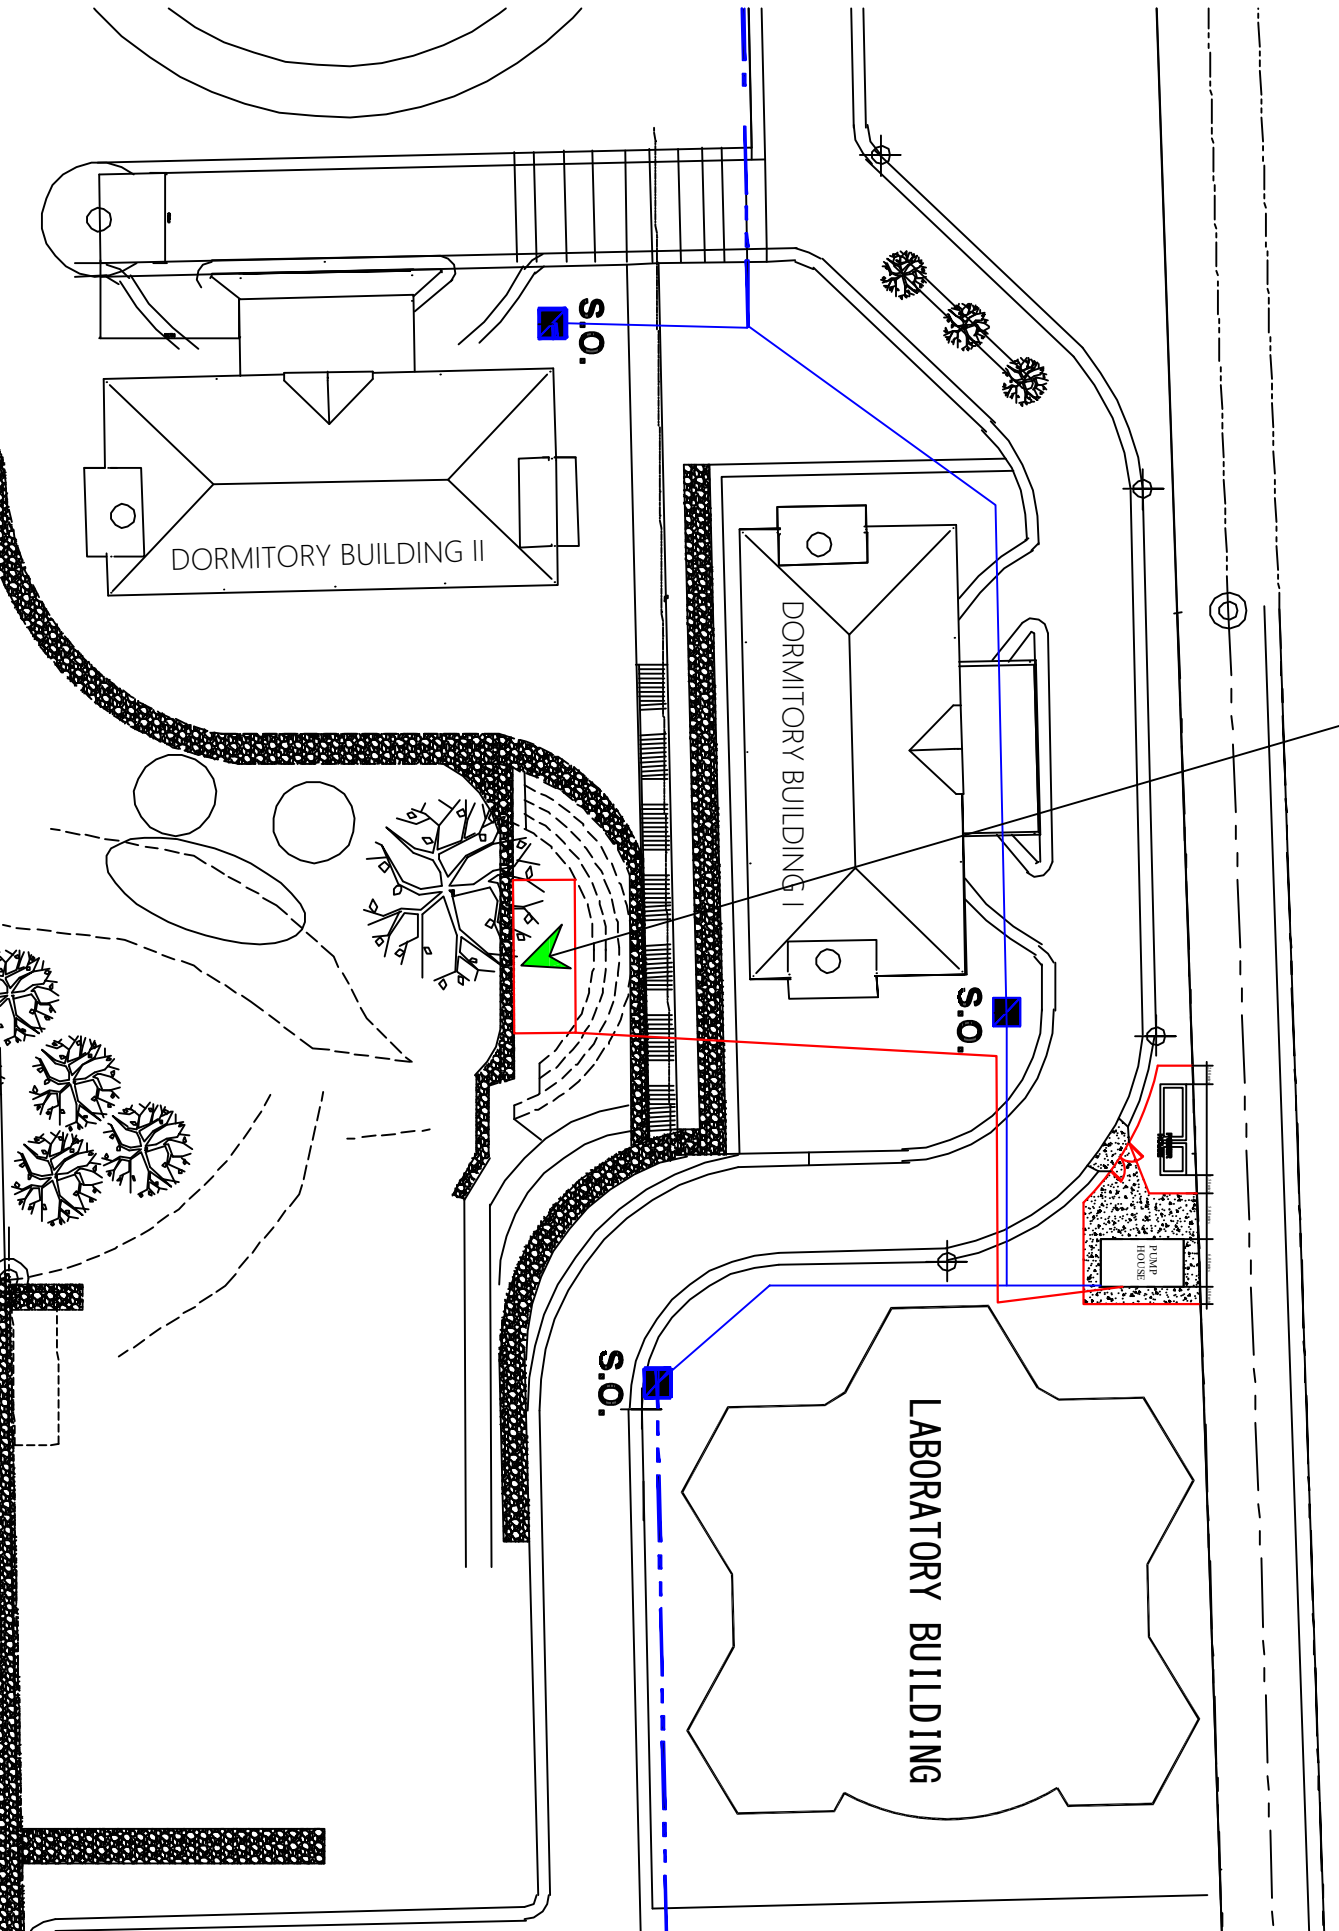 S.O.
DORMITORY BUILDING II
DORMITORY BUILDING I
S.O.
PUMP
HOUSE
S.O.
LABORATORY BUILDING